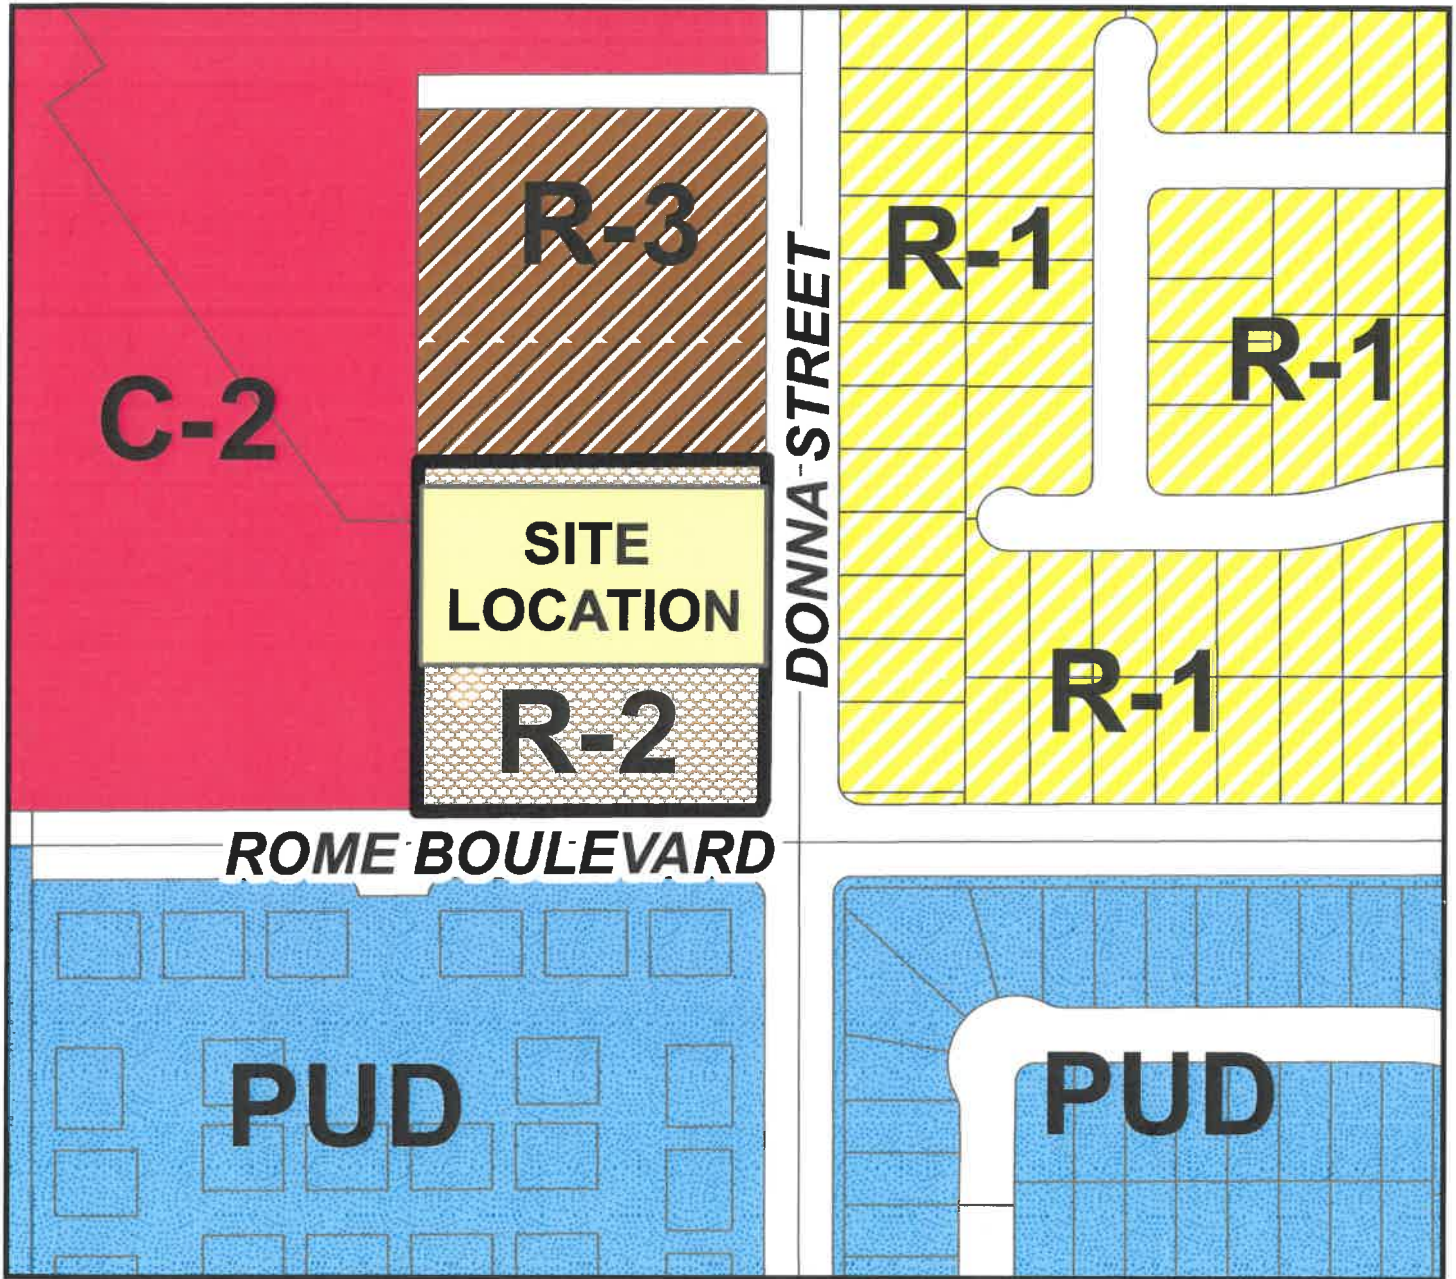 R-3
R-1
R-1
C-2
DONNA STREET
SITE
LOCATION
R-2
R-1
ROME BOULEVARD
PUD
PUD